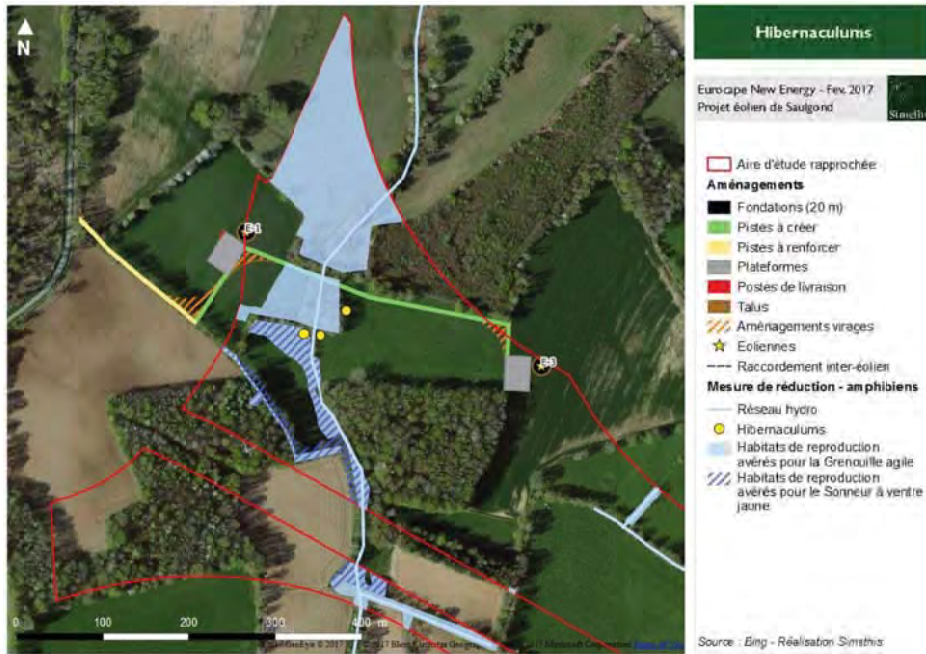 N
E-1
E-3
0 100 200 300 400 m
Hibernaculums
Eurocape New Energy - Fev. 2017
Projet éolien de Saulgond
Aire d'étude rapprochée
Aménagements
Fondations (20 m)
Pistes à créer
Pistes à renforcer
Plateformes
Postes de livraison
Talus
Aménagements virages
Eoliennes
Raccordement inter-éolien
Mesure de réduction - amphibiens
Réseau hydro
Hibernaculums
Habitats de reproduction
avérés pour la Grenouille agile
Habitats de reproduction
avérés pour le Sonneur à ventre
jaune
Source : Bing - Réalisation Simethis